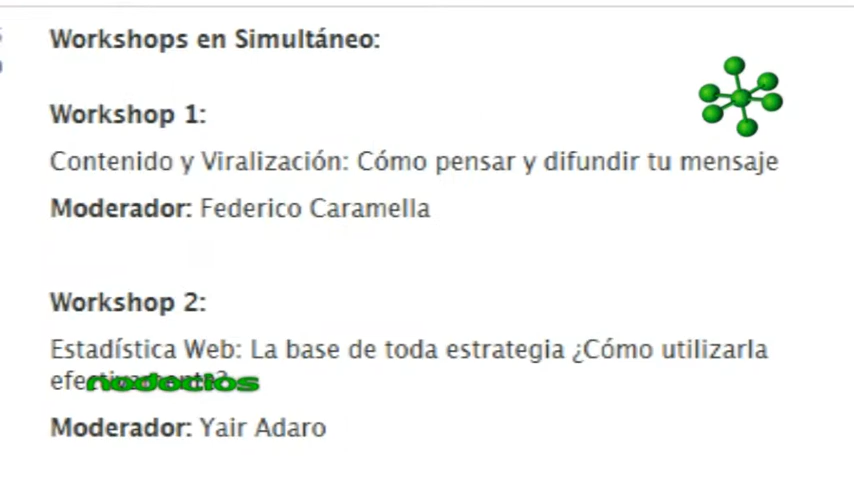 Workshops en Simultáneo:
Workshop 1:
Contenido y Viralización: Cómo pensar y difundir tu mensaje
Moderador: Federico Caramella
Workshop 2:
Estadística Web: La base de toda estrategia ¿Cómo utilizarla
nodocios
Moderador: Yair Adaro